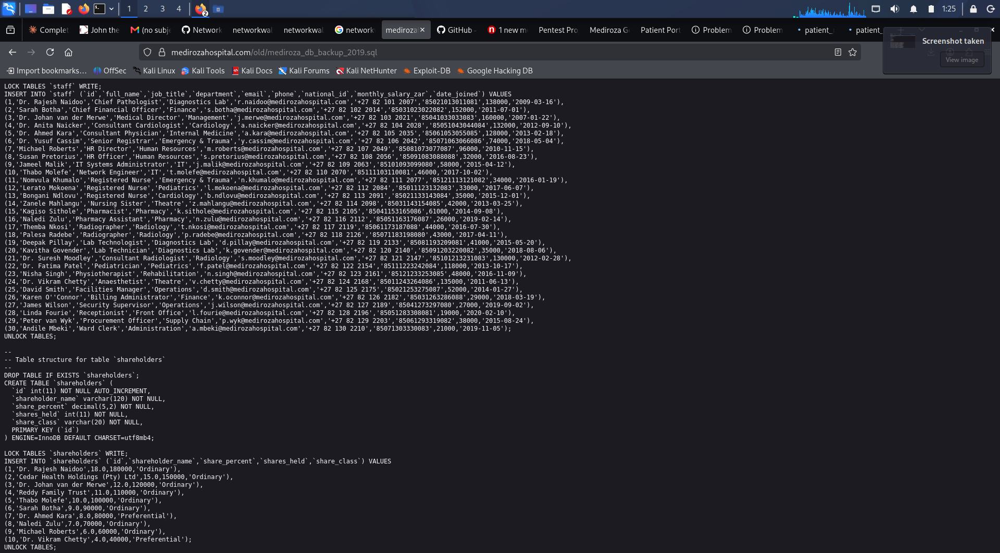 1
2
3
4
2
1:25
Complet
John the
(no subje
Network
networkwal
networkwal
network
mediroza
GitHub -
1 new m
Pentest Pro
Mediroza G
Patient Port
Problem
Problem
patient_
patient_
Screenshot taken
View image
medirozahospital.com/old/mediroza_db_backup_2019.sql
Import bookmarks…
OffSec
Kali Linux
Kali Tools
Kali Docs
Kali Forums
Kali NetHunter
Exploit-DB
Google Hacking DB
LOCK TABLES `staff` WRITE;
INSERT INTO `staff` (`id`,`full_name`,`job_title`,`department`,`email`,`phone`,`national_id`,`monthly_salary_zar`,`date_joined`) VALUES
(1,'Dr. Rajesh Naidoo','Chief Pathologist','Diagnostics Lab','r.naidoo@medirozahospital.com','+27 82 101 2007','85021013011081',138000,'2009-03-16'),
(2,'Sarah Botha','Chief Financial Officer','Finance','s.botha@medirozahospital.com','+27 82 102 2014','85031023022082',152000,'2011-07-01'),
(3,'Dr. Johan van der Merwe','Medical Director','Management','j.merwe@medirozahospital.com','+27 82 103 2021','85041033033083',160000,'2007-01-22'),
(4,'Dr. Anita Naicker','Consultant Cardiologist','Cardiology','a.naicker@medirozahospital.com','+27 82 104 2028','85051043044084',132000,'2012-09-10'),
(5,'Dr. Ahmed Kara','Consultant Physician','Internal Medicine','a.kara@medirozahospital.com','+27 82 105 2035','85061053055085',128000,'2013-02-18'),
(6,'Dr. Yusuf Cassim','Senior Registrar','Emergency & Trauma','y.cassim@medirozahospital.com','+27 82 106 2042','85071063066086',74000,'2018-05-04'),
(7,'Michael Roberts','HR Director','Human Resources','m.roberts@medirozahospital.com','+27 82 107 2049','85081073077087',96000,'2010-11-15'),
(8,'Susan Pretorius','HR Officer','Human Resources','s.pretorius@medirozahospital.com','+27 82 108 2056','85091083088088',32000,'2016-08-23'),
(9,'Jameel Malik','IT Systems Administrator','IT','j.malik@medirozahospital.com','+27 82 109 2063','85101093099080',58000,'2015-04-12'),
(10,'Thabo Molefe','Network Engineer','IT','t.molefe@medirozahospital.com','+27 82 110 2070','85111103110081',46000,'2017-10-02'),
(11,'Nomvula Khumalo','Registered Nurse','Emergency & Trauma','n.khumalo@medirozahospital.com','+27 82 111 2077','85121113121082',34000,'2016-01-19'),
(12,'Lerato Mokoena','Registered Nurse','Pediatrics','l.mokoena@medirozahospital.com','+27 82 112 2084','85011123132083',33000,'2017-06-07'),
(13,'Bongani Ndlovu','Registered Nurse','Cardiology','b.ndlovu@medirozahospital.com','+27 82 113 2091','85021133143084',35000,'2015-12-01'),
(14,'Zanele Mahlangu','Nursing Sister','Theatre','z.mahlangu@medirozahospital.com','+27 82 114 2098','85031143154085',42000,'2013-03-25'),
(15,'Kagiso Sithole','Pharmacist','Pharmacy','k.sithole@medirozahospital.com','+27 82 115 2105','85041153165086',61000,'2014-09-08'),
(16,'Naledi Zulu','Pharmacy Assistant','Pharmacy','n.zulu@medirozahospital.com','+27 82 116 2112','85051163176087',26000,'2019-02-14'),
(17,'Themba Nkosi','Radiographer','Radiology','t.nkosi@medirozahospital.com','+27 82 117 2119','85061173187088',44000,'2016-07-30'),
(18,'Palesa Radebe','Radiographer','Radiology','p.radebe@medirozahospital.com','+27 82 118 2126','85071183198080',43000,'2017-04-11'),
(19,'Deepak Pillay','Lab Technologist','Diagnostics Lab','d.pillay@medirozahospital.com','+27 82 119 2133','85081193209081',41000,'2015-05-20'),
(20,'Kavitha Govender','Lab Technician','Diagnostics Lab','k.govender@medirozahospital.com','+27 82 120 2140','85091203220082',35000,'2018-08-06'),
(21,'Dr. Suresh Moodley','Consultant Radiologist','Radiology','s.moodley@medirozahospital.com','+27 82 121 2147','85101213231083',130000,'2012-02-28'),
(22,'Dr. Fatima Patel','Pediatrician','Pediatrics','f.patel@medirozahospital.com','+27 82 122 2154','85111223242084',118000,'2013-10-17'),
(23,'Nisha Singh','Physiotherapist','Rehabilitation','n.singh@medirozahospital.com','+27 82 123 2161','85121233253085',48000,'2016-11-09'),
(24,'Dr. Vikram Chetty','Anaesthetist','Theatre','v.chetty@medirozahospital.com','+27 82 124 2168','85011243264086',135000,'2011-06-13'),
(25,'David Smith','Facilities Manager','Operations','d.smith@medirozahospital.com','+27 82 125 2175','85021253275087',52000,'2014-01-27'),
(26,'Karen O''Connor','Billing Administrator','Finance','k.oconnor@medirozahospital.com','+27 82 126 2182','85031263286088',29000,'2018-03-19'),
(27,'James Wilson','Security Supervisor','Operations','j.wilson@medirozahospital.com','+27 82 127 2189','85041273297080',27000,'2019-09-02'),
(28,'Linda Fourie','Receptionist','Front Office','l.fourie@medirozahospital.com','+27 82 128 2196','85051283308081',19000,'2020-02-10'),
(29,'Peter van Wyk','Procurement Officer','Supply Chain','p.wyk@medirozahospital.com','+27 82 129 2203','85061293319082',38000,'2015-08-24'),
(30,'Andile Mbeki','Ward Clerk','Administration','a.mbeki@medirozahospital.com','+27 82 130 2210','85071303330083',21000,'2019-11-05');
UNLOCK TABLES;
--
-- Table structure for table `shareholders`
--
DROP TABLE IF EXISTS `shareholders`;
CREATE TABLE `shareholders` (
`id` int(11) NOT NULL AUTO_INCREMENT,
`shareholder_name` varchar(120) NOT NULL,
`share_percent` decimal(5,2) NOT NULL,
`shares_held` int(11) NOT NULL,
`share_class` varchar(20) NOT NULL,
PRIMARY KEY (`id`)
) ENGINE=InnoDB DEFAULT CHARSET=utf8mb4;
LOCK TABLES `shareholders` WRITE;
INSERT INTO `shareholders` (`id`,`shareholder_name`,`share_percent`,`shares_held`,`share_class`) VALUES
(1,'Dr. Rajesh Naidoo',18.0,180000,'Ordinary'),
(2,'Cedar Health Holdings (Pty) Ltd',15.0,150000,'Ordinary'),
(3,'Dr. Johan van der Merwe',12.0,120000,'Ordinary'),
(4,'Reddy Family Trust',11.0,110000,'Ordinary'),
(5,'Thabo Molefe',10.0,100000,'Ordinary'),
(6,'Sarah Botha',9.0,90000,'Ordinary'),
(7,'Dr. Ahmed Kara',8.0,80000,'Preferential'),
(8,'Naledi Zulu',7.0,70000,'Ordinary'),
(9,'Michael Roberts',6.0,60000,'Ordinary'),
(10,'Dr. Vikram Chetty',4.0,40000,'Preferential');
UNLOCK TABLES;